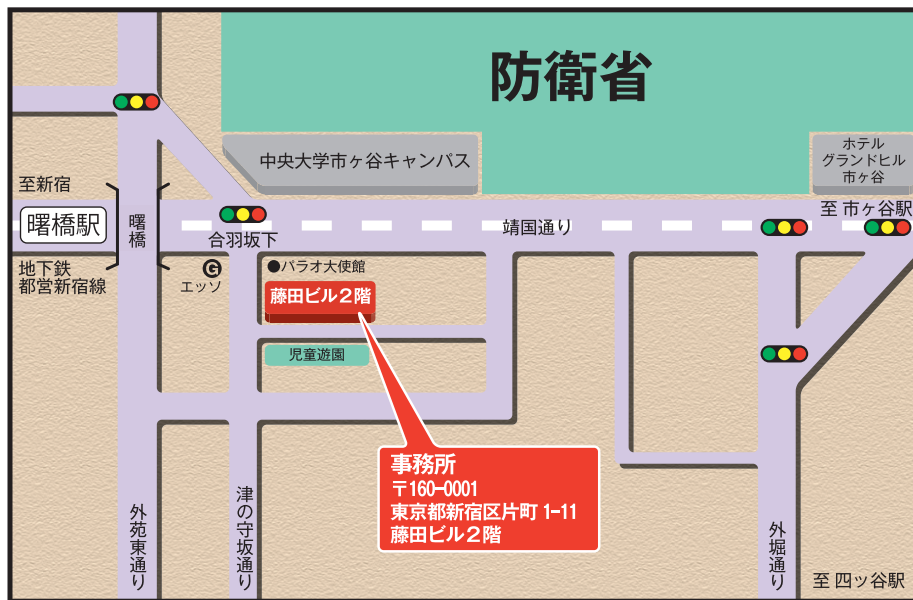 防衛省
中央大学市ヶ谷キャンパス
ホテル
グランドヒル
市ヶ谷
至新宿
曙橋駅
曙橋
地下鉄
都営新宿線
合羽坂下
靖国通り
至 市ヶ谷駅
G
エッソ
●パラオ大使館
藤田ビル2階
児童遊園
事務所
〒160-0001
東京都新宿区片町 1-11
藤田ビル2階
外苑東通り
津の守坂通り
外堀通り
至 四ッ谷駅